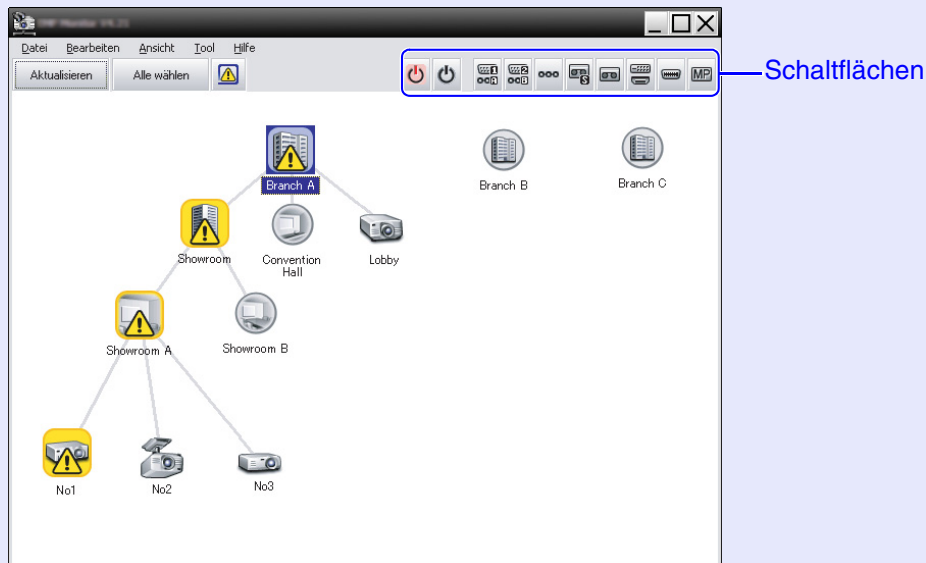 Datei Bearbeiten Ansicht Tool Hilfe
Aktualisieren Alle wählen
MP
Schaltflächen
Branch A
Branch B
Branch C
Showroom
Convention
Hall
Lobby
Showroom A
Showroom B
No1
No2
No3